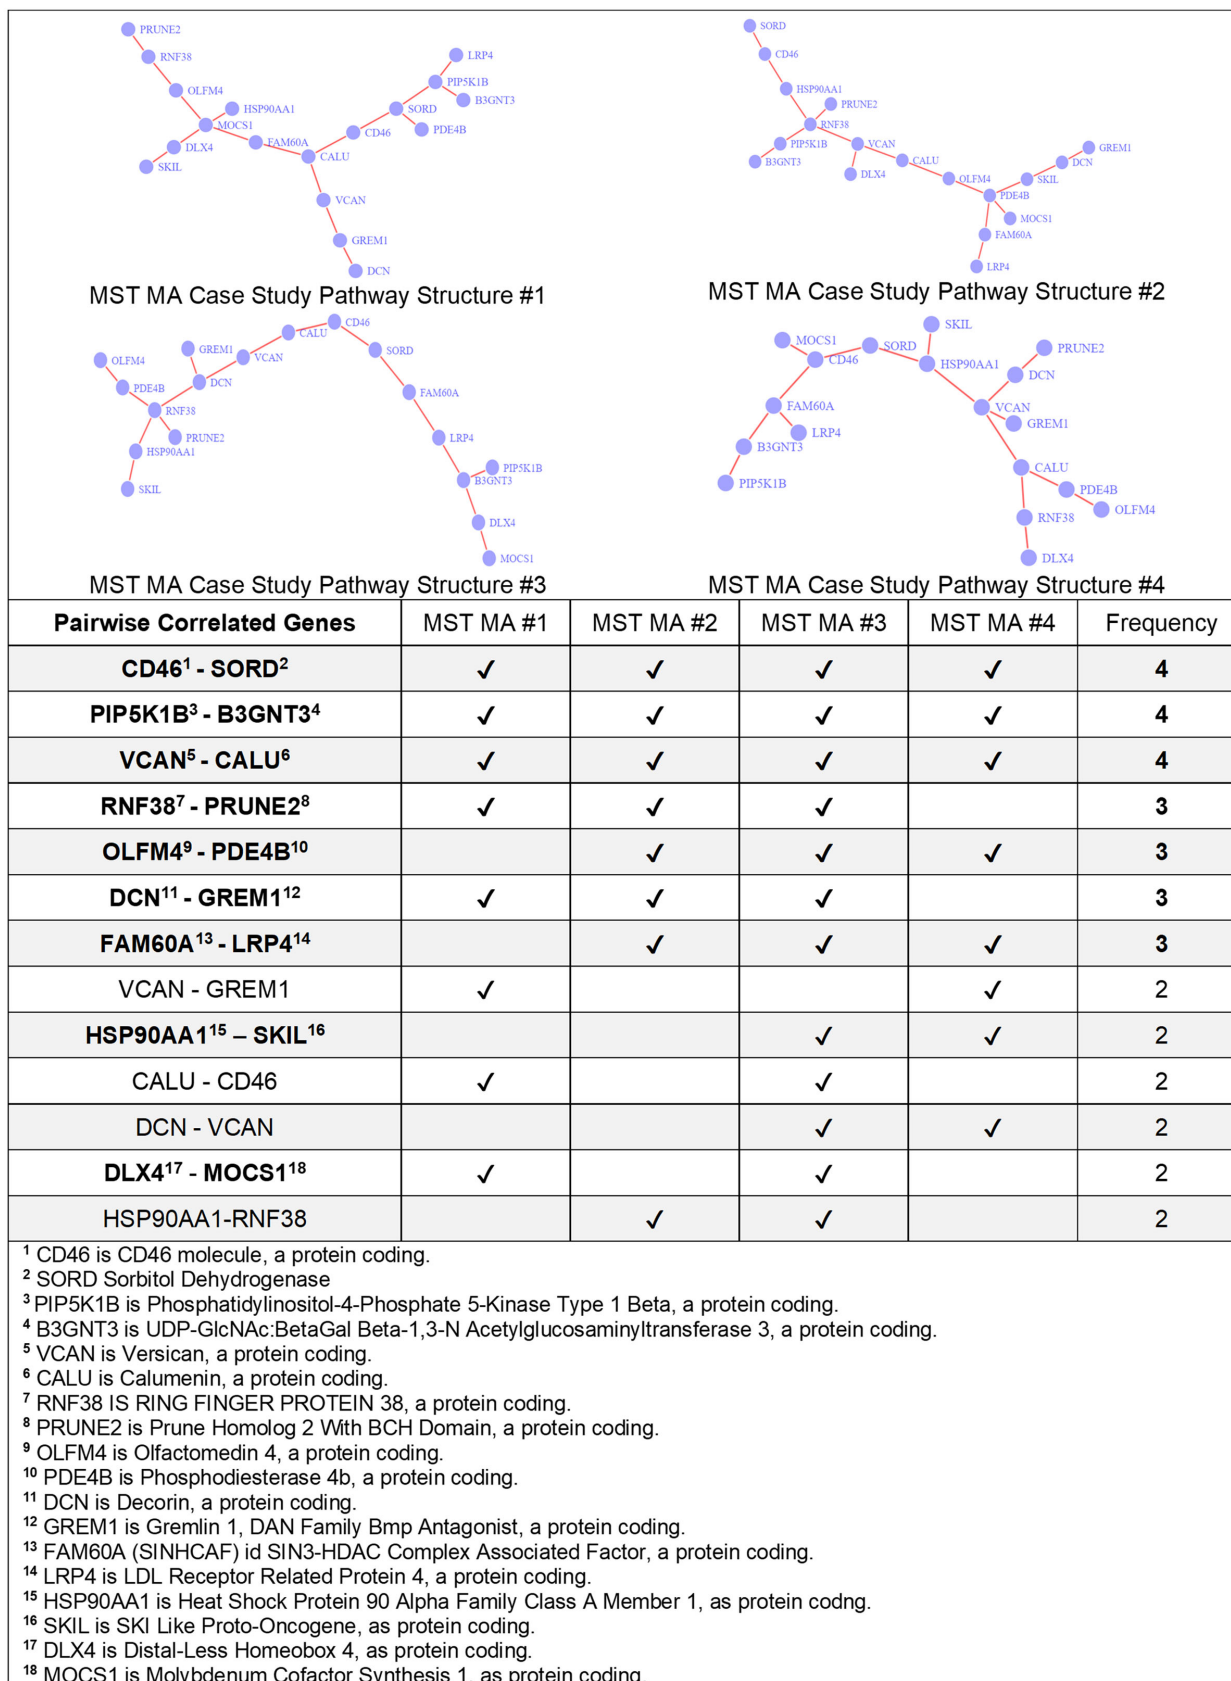 PRUNE2
RNF38
OLFM4
HSP90AA1
MOCS1
DLX4
SKIL
FAM60A
CALU
CD46
SORD
PDE4B
PIP5K1B
LRP4
B3GNT3
VCAN
GREM1
DCN
MST MA Case Study Pathway Structure #1
SORD
CD46
HSP90AA1
PRUNE2
RNF38
PIP5K1B
B3GNT3
VCAN
DLX4
CALU
OLFM4
PDE4B
SKIL
DCN
GREM1
MOCS1
FAM60A
LRP4
MST MA Case Study Pathway Structure #2
CD46
CALU
GREM1
VCAN
SORD
OLFM4
PDE4B
DCN
RNF38
PRUNE2
HSP90AA1
SKIL
FAM60A
LRP4
PIP5K1B
B3GNT3
DLX4
MOCS1
MST MA Case Study Pathway Structure #3
SKIL
MOCS1
SORD
CD46
HSP90AA1
PRUNE2
DCN
FAM60A
VCAN
LRP4
GREM1
B3GNT3
PIP5K1B
CALU
PDE4B
OLFM4
RNF38
DLX4
MST MA Case Study Pathway Structure #4
Pairwise Correlated Genes MST MA #1 MST MA #2 MST MA #3 MST MA #4 Frequency
CD46¹ - SORD² ✓ ✓ ✓ ✓ 4
PIP5K1B³ - B3GNT3⁴ ✓ ✓ ✓ ✓ 4
VCAN⁵ - CALU⁶ ✓ ✓ ✓ ✓ 4
RNF38⁷ - PRUNE2⁸ ✓ ✓ ✓ 3
OLFM4⁹ - PDE4B¹⁰ ✓ ✓ ✓ 3
DCN¹¹ - GREM1¹² ✓ ✓ ✓ 3
FAM60A¹³ - LRP4¹⁴ ✓ ✓ ✓ 3
VCAN - GREM1 ✓ ✓ 2
HSP90AA1¹⁵ – SKIL¹⁶ ✓ ✓ 2
CALU - CD46 ✓ ✓ 2
DCN - VCAN ✓ ✓ 2
DLX4¹⁷ - MOCS1¹⁸ ✓ ✓ 2
HSP90AA1-RNF38 ✓ ✓ 2
¹ CD46 is CD46 molecule, a protein coding.
² SORD Sorbitol Dehydrogenase
³ PIP5K1B is Phosphatidylinositol-4-Phosphate 5-Kinase Type 1 Beta, a protein coding.
⁴ B3GNT3 is UDP-GlcNAc:BetaGal Beta-1,3-N Acetylglucosaminyltransferase 3, a protein coding.
⁵ VCAN is Versican, a protein coding.
⁶ CALU is Calumenin, a protein coding.
⁷ RNF38 IS RING FINGER PROTEIN 38, a protein coding.
⁸ PRUNE2 is Prune Homolog 2 With BCH Domain, a protein coding.
⁹ OLFM4 is Olfactomedin 4, a protein coding.
¹⁰ PDE4B is Phosphodiesterase 4b, a protein coding.
¹¹ DCN is Decorin, a protein coding.
¹² GREM1 is Gremlin 1, DAN Family Bmp Antagonist, a protein coding.
¹³ FAM60A (SINHCAF) id SIN3-HDAC Complex Associated Factor, a protein coding.
¹⁴ LRP4 is LDL Receptor Related Protein 4, a protein coding.
¹⁵ HSP90AA1 is Heat Shock Protein 90 Alpha Family Class A Member 1, as protein codng.
¹⁶ SKIL is SKI Like Proto-Oncogene, as protein coding.
¹⁷ DLX4 is Distal-Less Homeobox 4, as protein coding.
¹⁸ MOCS1 is Molybdenum Cofactor Synthesis 1, as protein coding.